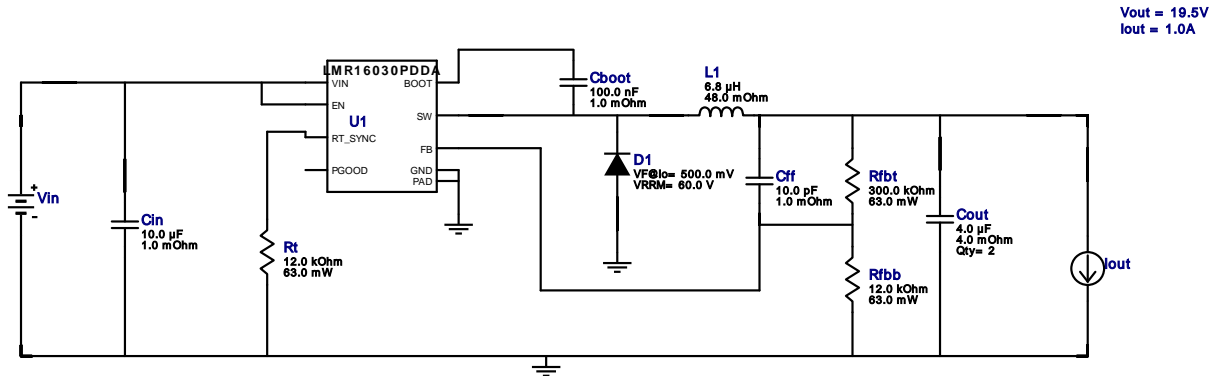 Vout = 19.5V
Iout = 1.0A
LMR16030PDDA
VIN
BOOT
EN
SW
U1
RT_SYNC
FB
PGOOD
GND
PAD
Cboot
100.0 nF
1.0 mOhm
L1
6.8 µH
48.0 mOhm
+
Vin
-
Cin
10.0 µF
1.0 mOhm
Rt
12.0 kOhm
63.0 mW
D1
VF@Io= 500.0 mV
VRRM= 60.0 V
Cff
10.0 pF
1.0 mOhm
Rfbt
300.0 kOhm
63.0 mW
Rfbb
12.0 kOhm
63.0 mW
Cout
4.0 µF
4.0 mOhm
Qty= 2
Iout